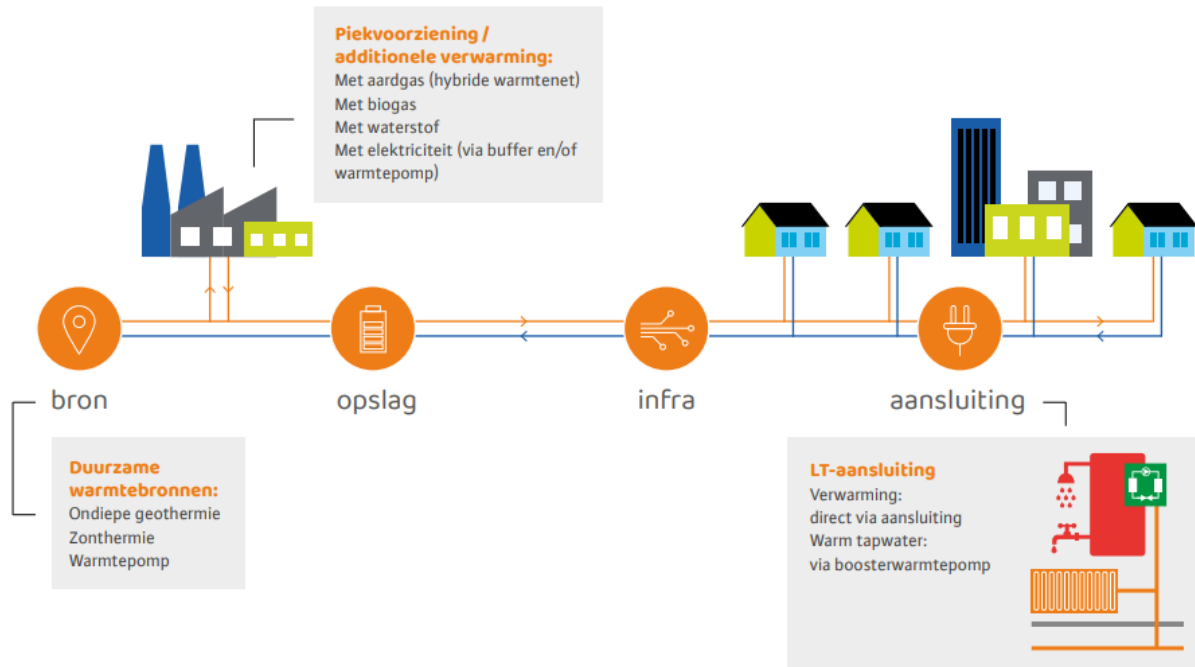 Piekvoorziening /
additionele verwarming:
Met aardgas (hybride warmtenet)
Met biogas
Met waterstof
Met elektriciteit (via buffer en/of
warmtepomp)
bron
opslag
infra
aansluiting
Duurzame
warmtebronnen:
Ondiepe geothermie
Zonthermie
Warmtepomp
LT-aansluiting
Verwarming:
direct via aansluiting
Warm tapwater:
via boosterwarmtepomp